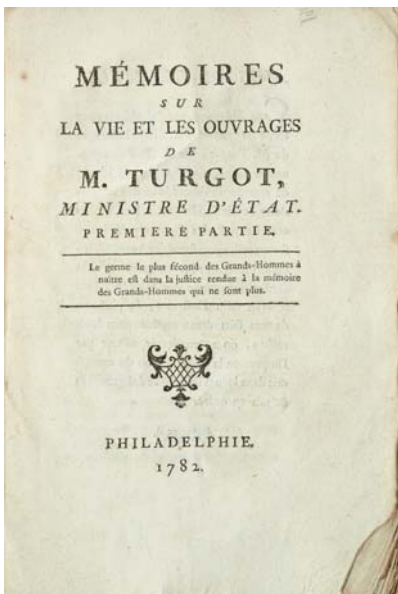 MÉMOIRES
SUR
LA VIE ET LES OUVRAGES
DE
M. TURGOT,
MINISTRE D'ÉTAT.
PREMIERE PARTIE.
Le germe le plus fécond des Grands-Hommes à
naître eſt dans la juſtice rendue à la mémoire
des Grands-Hommes qui ne ſont plus.
PHILADELPHIE.
1782.